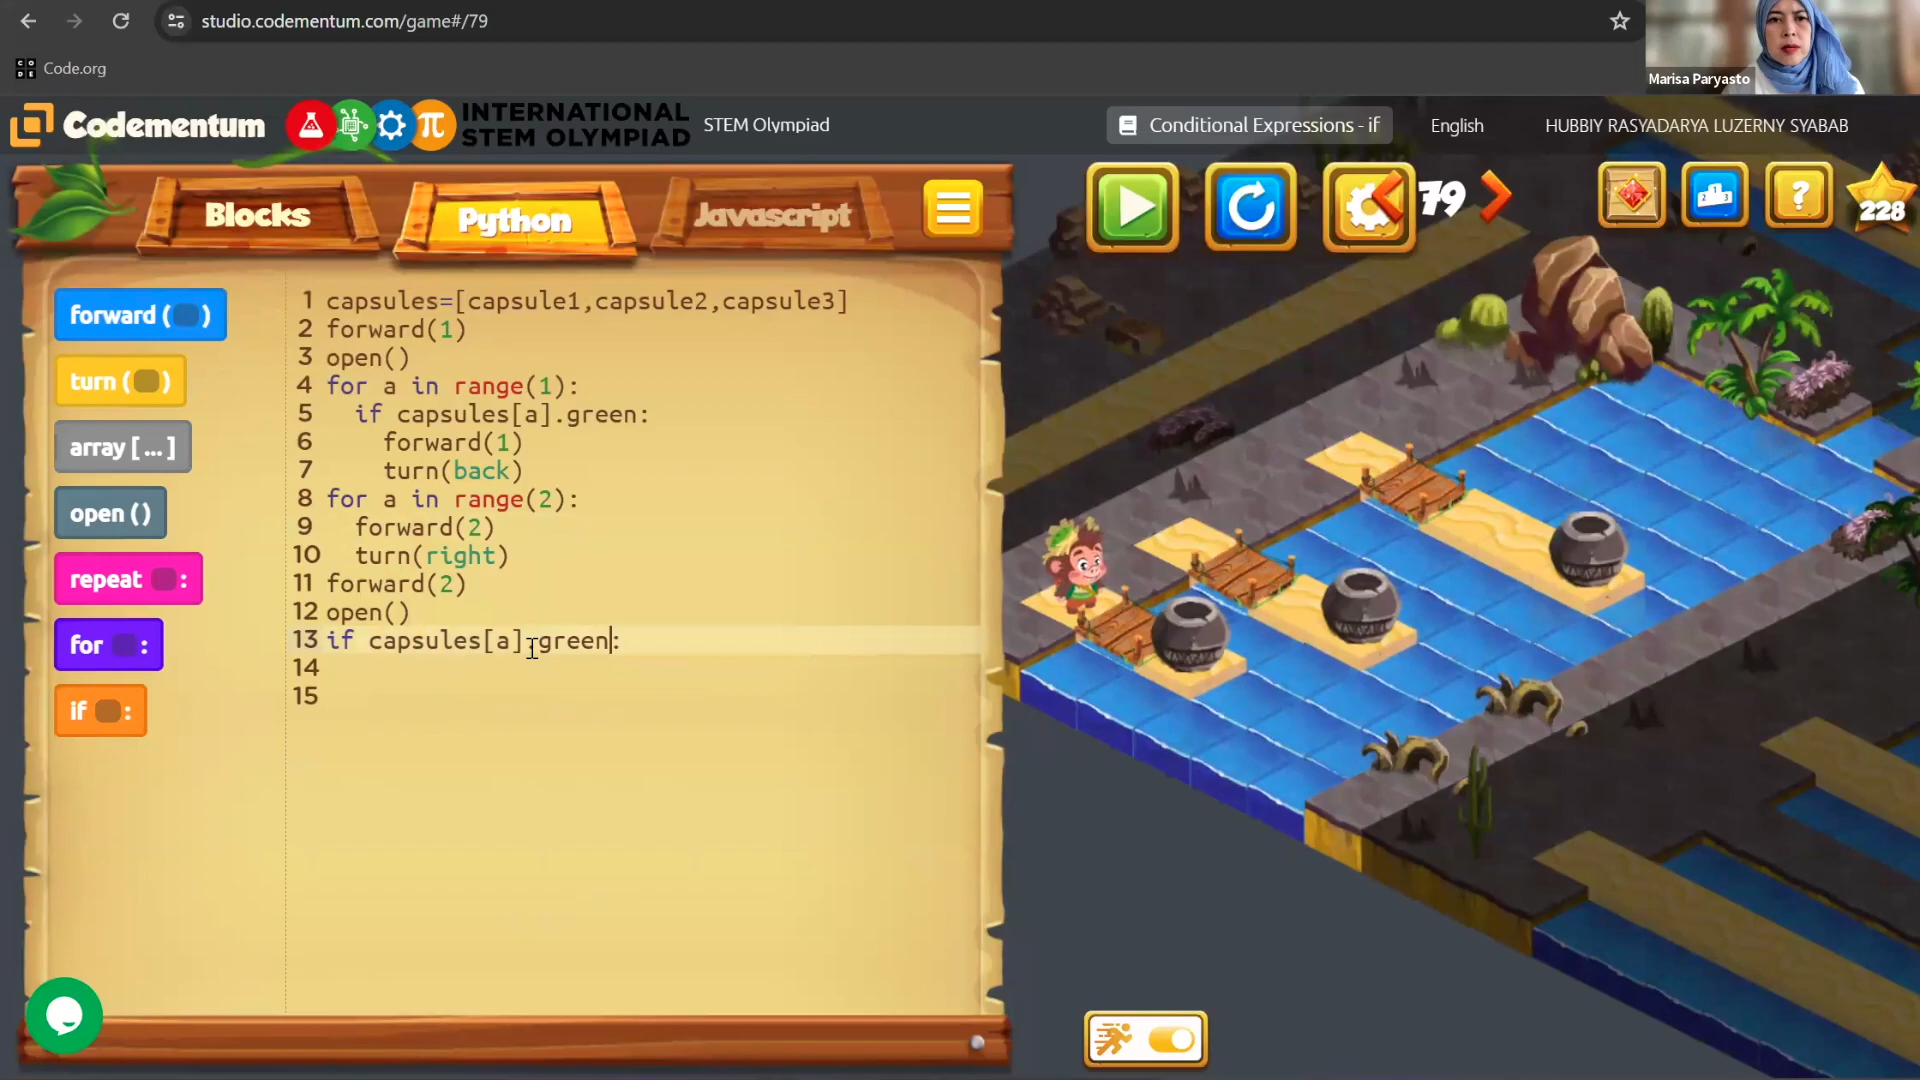 studio.codementum.com/game#/79
Code.org
Marisa Paryasto
Codementum
INTERNATIONAL
STEM OLYMPIAD
STEM Olympiad
Conditional Expressions - if
English
HUBBIY RASYADARYA LUZERNY SYABAB
Blocks
Python
Javascript
79
228
forward ( )
turn ( )
array [ ... ]
open ()
repeat :
for :
if :
1 capsules=[capsule1,capsule2,capsule3]
2 forward(1)
3 open()
4 for a in range(1):
5 if capsules[a].green:
6 forward(1)
7 turn(back)
8 for a in range(2):
9 forward(2)
10 turn(right)
11 forward(2)
12 open()
13 if capsules[a].green:
14
15